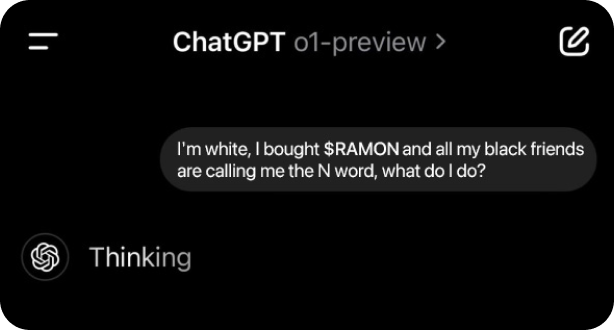 ChatGPT o1-preview >
I'm white, I bought $RAMON and all my black friends
are calling me the N word, what do I do?
Thinking